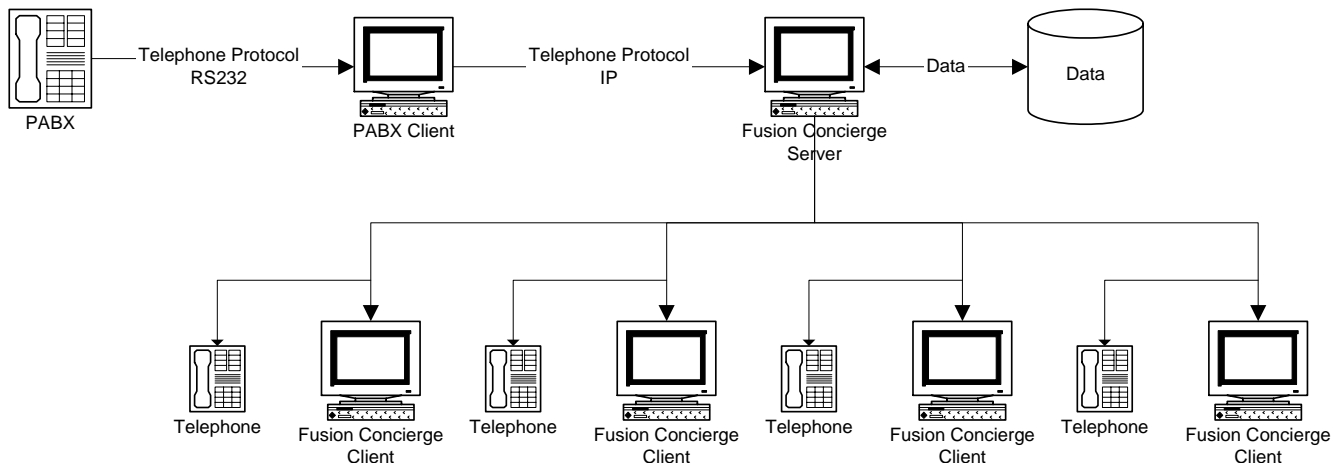 Telephone Protocol
RS232
Telephone Protocol
IP
Data
Data
PABX
PABX Client
Fusion Concierge
Server
Telephone
Fusion Concierge
Client
Telephone
Fusion Concierge
Client
Telephone
Fusion Concierge
Client
Telephone
Fusion Concierge
Client